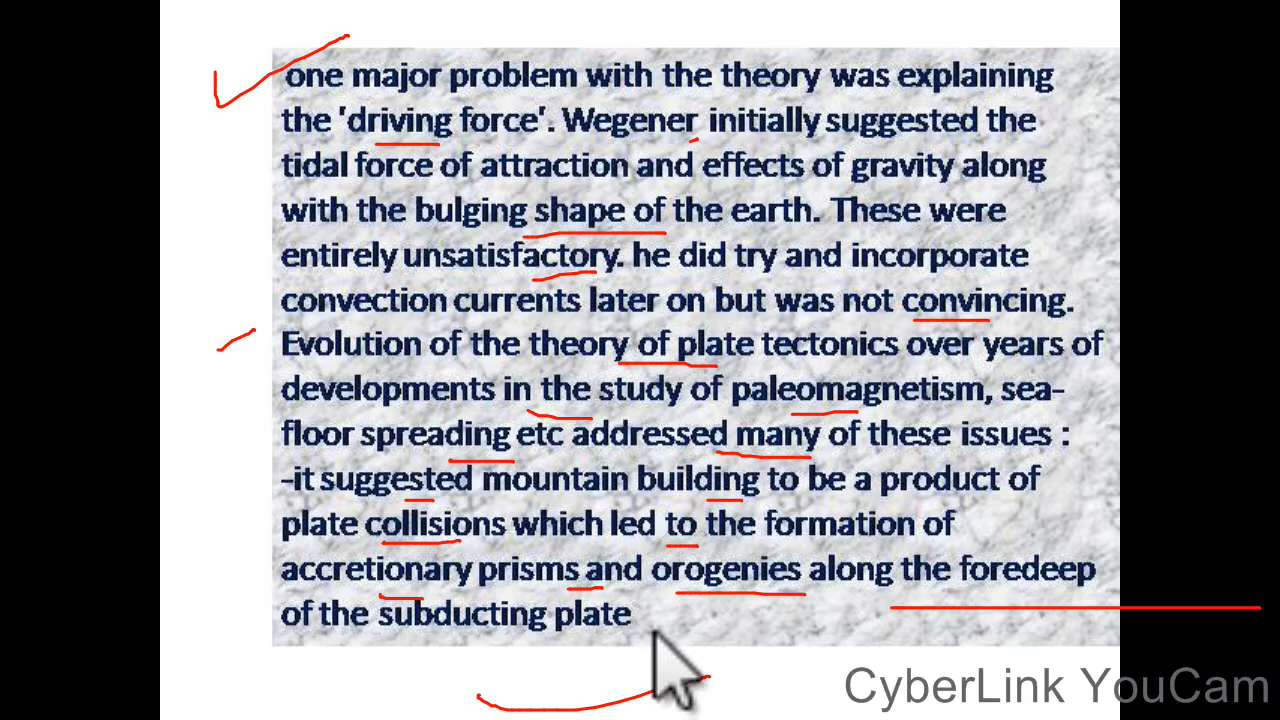 one major problem with the theory was explaining
the 'driving force'. Wegener initially suggested the
tidal force of attraction and effects of gravity along
with the bulging shape of the earth. These were
entirely unsatisfactory. he did try and incorporate
convection currents later on but was not convincing.
Evolution of the theory of plate tectonics over years of
developments in the study of paleomagnetism, sea-
floor spreading etc addressed many of these issues :
-it suggested mountain building to be a product of
plate collisions which led to the formation of
accretionary prisms and orogenies along the foredeep
of the subducting plate
CyberLink YouCam